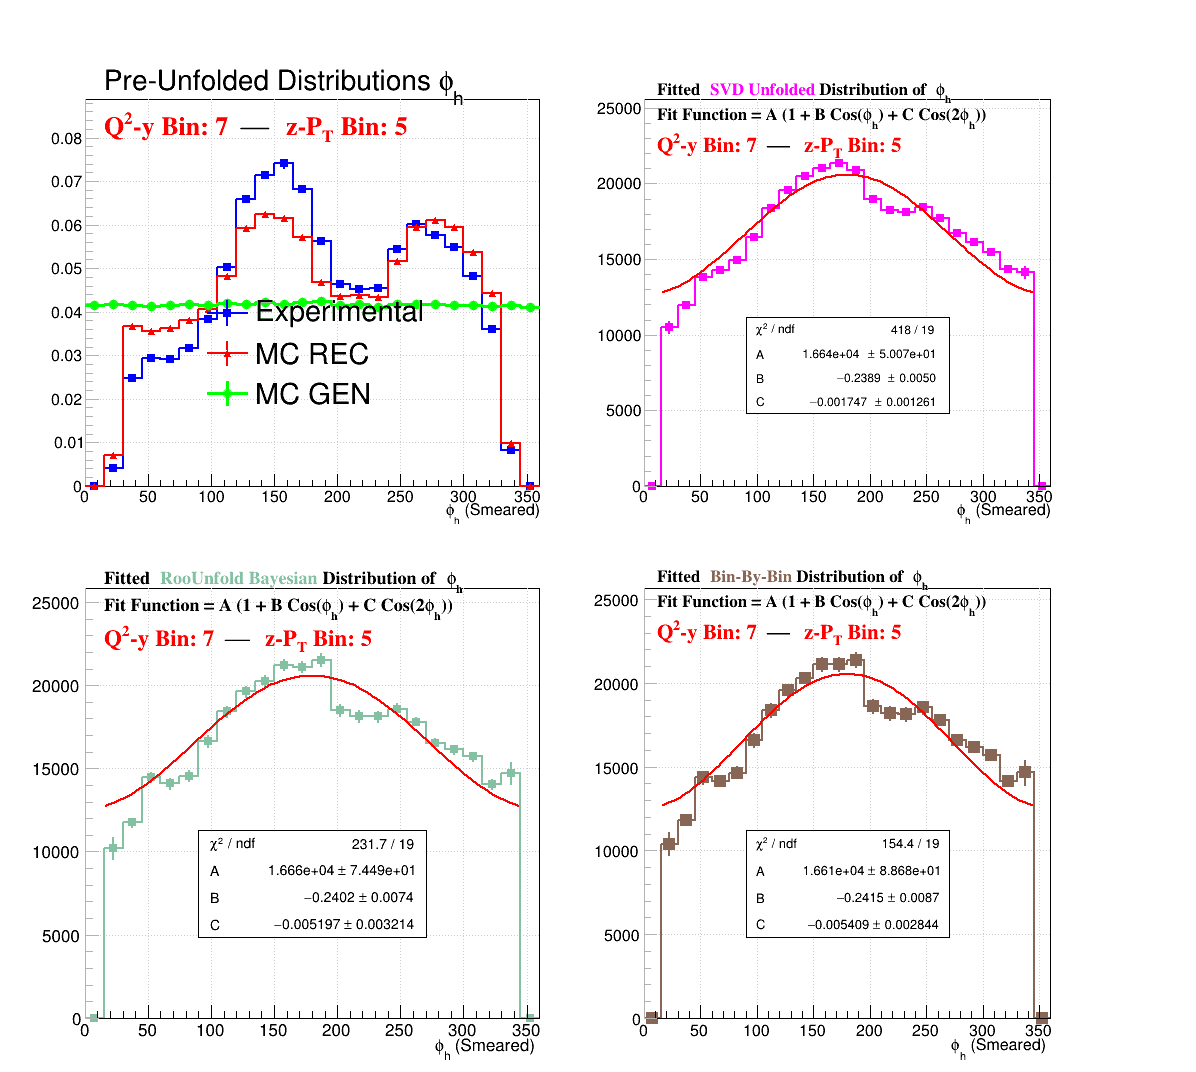 Pre-Unfolded Distributions ϕh
Q²-y Bin: 7 — z-PT Bin: 5
0.08
0.07
0.06
0.05
0.04
0.03
0.02
0.01
0
Experimental
MC REC
MC GEN
0 50 100 150 200 250 300 350
ϕh (Smeared)
Fitted SVD Unfolded Distribution of ϕh
Fit Function = A (1 + B Cos(ϕh) + C Cos(2ϕh))
Q²-y Bin: 7 — z-PT Bin: 5
25000
20000
15000
10000
5000
0
χ² / ndf 418 / 19
A 1.664e+04 ± 5.007e+01
B −0.2389 ± 0.0050
C −0.001747 ± 0.001261
0 50 100 150 200 250 300 350
ϕh (Smeared)
Fitted RooUnfold Bayesian Distribution of ϕh
Fit Function = A (1 + B Cos(ϕh) + C Cos(2ϕh))
Q²-y Bin: 7 — z-PT Bin: 5
25000
20000
15000
10000
5000
0
χ² / ndf 231.7 / 19
A 1.666e+04 ± 7.449e+01
B −0.2402 ± 0.0074
C −0.005197 ± 0.003214
0 50 100 150 200 250 300 350
ϕh (Smeared)
Fitted Bin-By-Bin Distribution of ϕh
Fit Function = A (1 + B Cos(ϕh) + C Cos(2ϕh))
Q²-y Bin: 7 — z-PT Bin: 5
25000
20000
15000
10000
5000
0
χ² / ndf 154.4 / 19
A 1.661e+04 ± 8.868e+01
B −0.2415 ± 0.0087
C −0.005409 ± 0.002844
0 50 100 150 200 250 300 350
ϕh (Smeared)